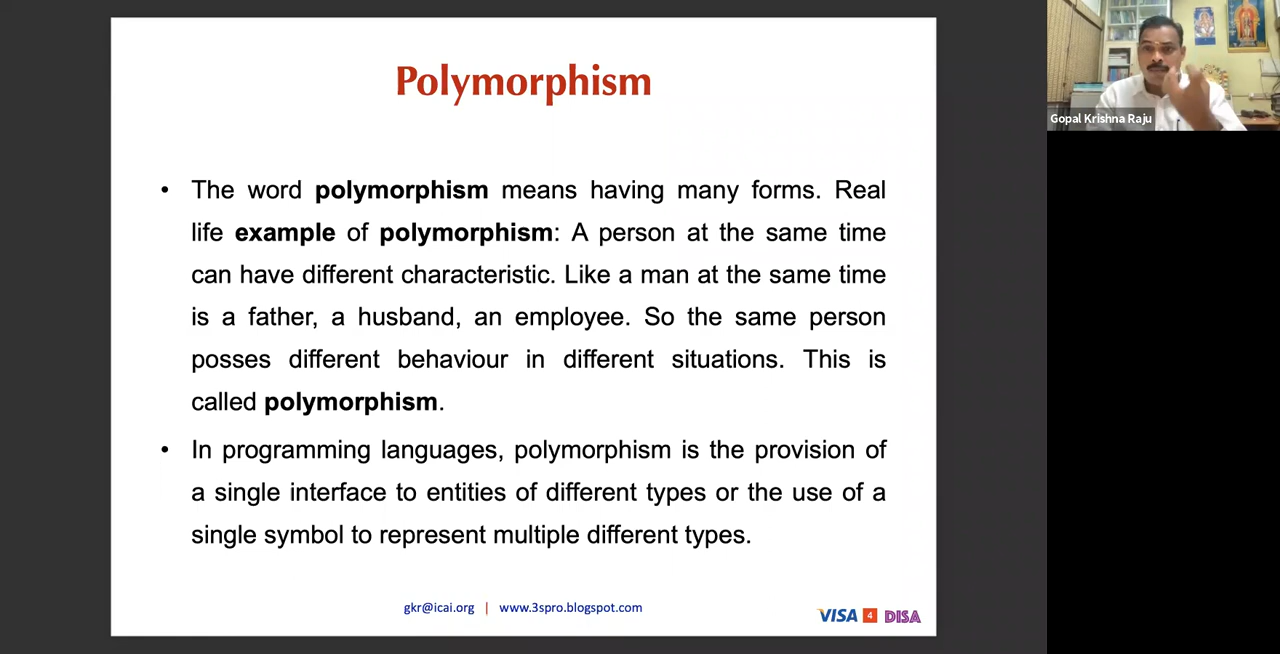 Polymorphism
Gopal Krishna Raju
• The word polymorphism means having many forms. Real
life example of polymorphism: A person at the same time
can have different characteristic. Like a man at the same time
is a father, a husband, an employee. So the same person
posses different behaviour in different situations. This is
called polymorphism.
• In programming languages, polymorphism is the provision of
a single interface to entities of different types or the use of a
single symbol to represent multiple different types.
gkr@icai.org | www.3spro.blogspot.com
VISA 4 DISA